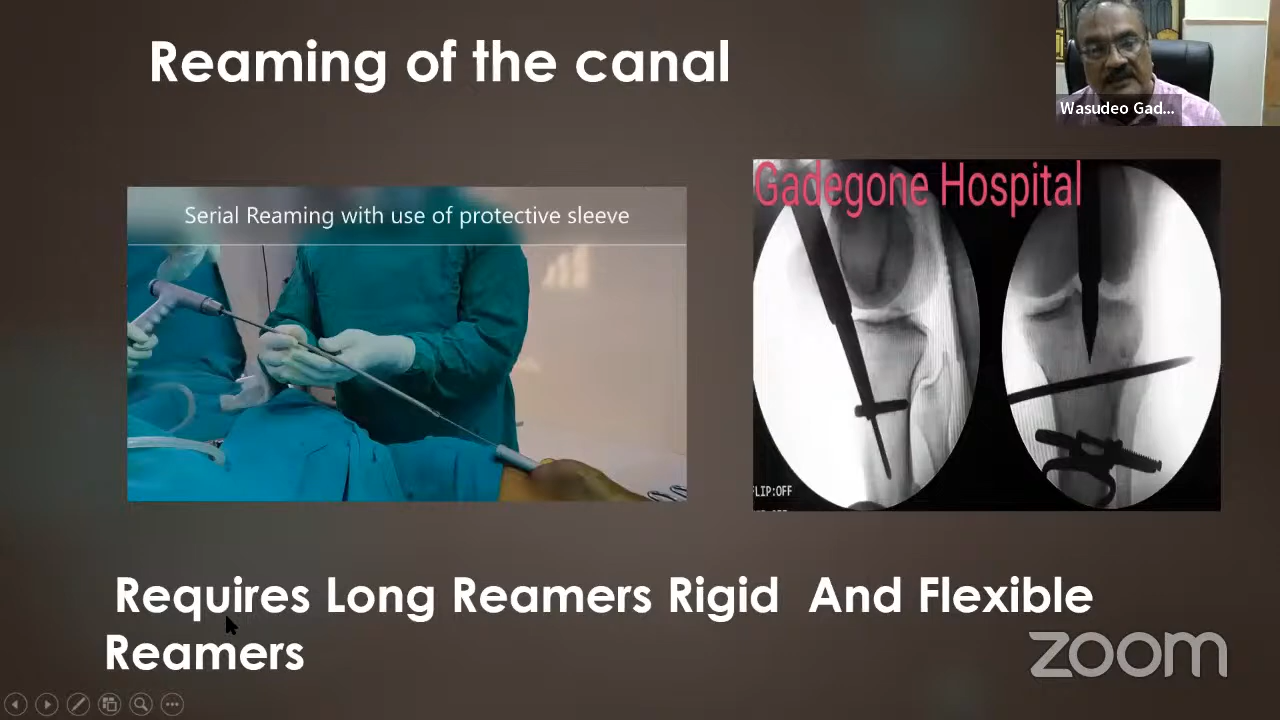 Reaming of the canal
Wasudeo Gad...
Serial Reaming with use of protective sleeve
Gadegone Hospital
FLIP:OFF
Requires Long Reamers Rigid And Flexible
Reamers
zoom